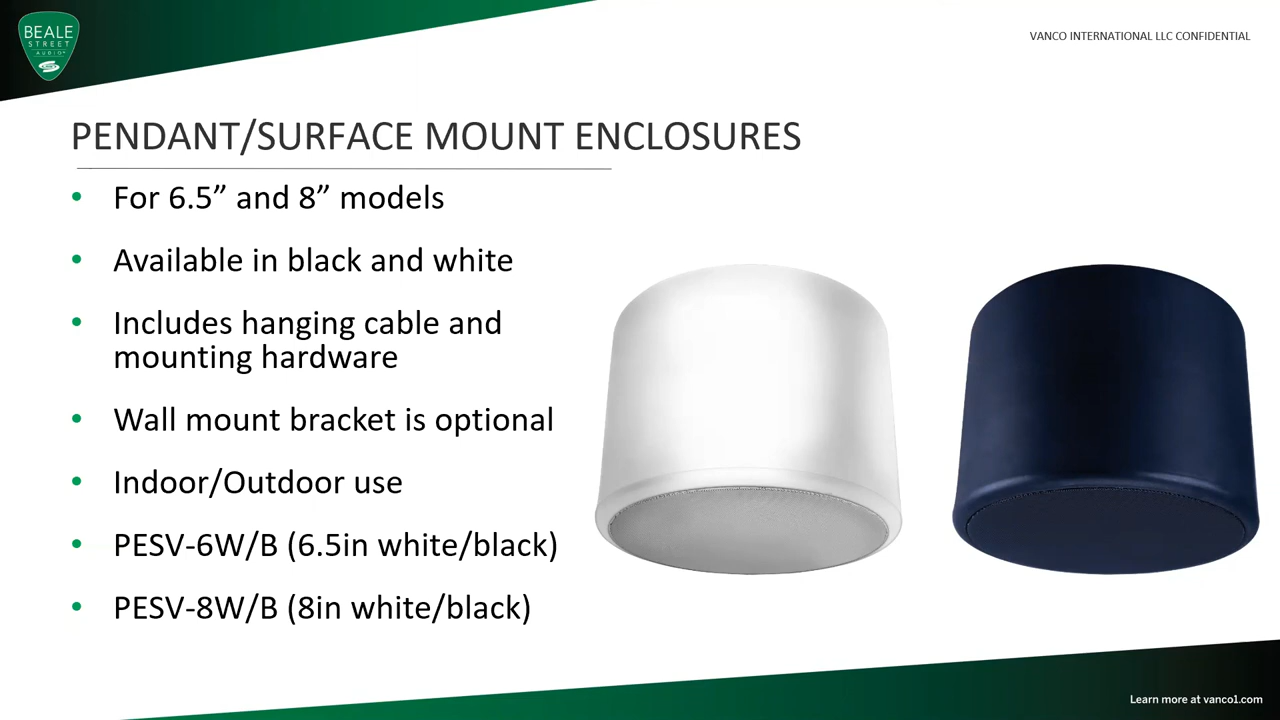 BEALE
STREET
AUDIO
VANCO INTERNATIONAL LLC CONFIDENTIAL
PENDANT/SURFACE MOUNT ENCLOSURES
• For 6.5” and 8” models
• Available in black and white
• Includes hanging cable and
mounting hardware
• Wall mount bracket is optional
• Indoor/Outdoor use
• PESV-6W/B (6.5in white/black)
• PESV-8W/B (8in white/black)
Learn more at vanco1.com